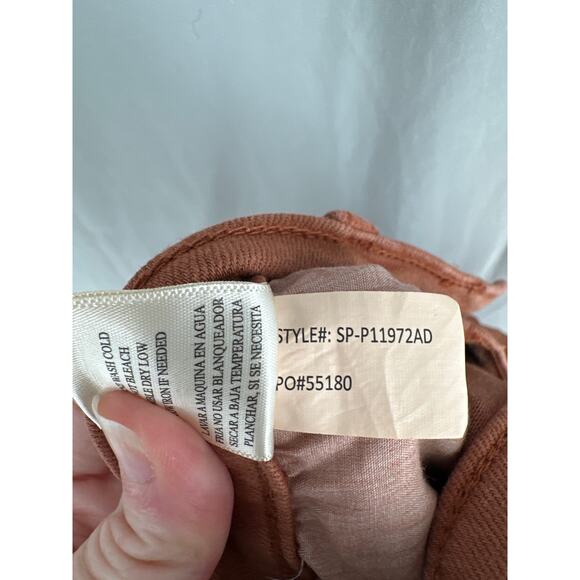 WASH COLD
BLEACH
DRY LOW
IRON IF NEEDED
LAVAR A MAQUINA EN AGUA
FRIA NO USAR BLANQUEADOR
SECAR A BAJA TEMPERATURA
PLANCHAR, SI SE NECESITA
STYLE#: SP-P11972AD
PO#55180